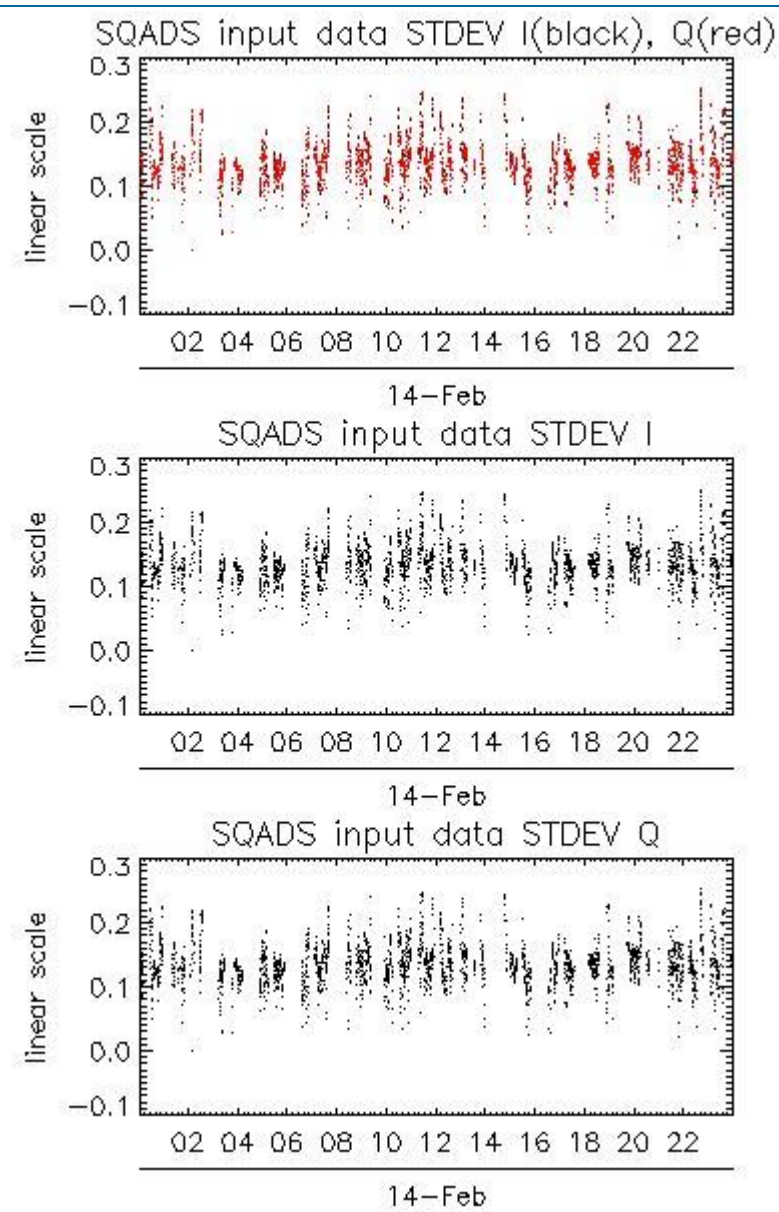 SQADS input data STDEV I(black), Q(red)
0.3
0.2
0.1
0.0
−0.1
linear scale
02 04 06 08 10 12 14 16 18 20 22
14−Feb
SQADS input data STDEV I
0.3
0.2
0.1
0.0
−0.1
linear scale
02 04 06 08 10 12 14 16 18 20 22
14−Feb
SQADS input data STDEV Q
0.3
0.2
0.1
0.0
−0.1
linear scale
02 04 06 08 10 12 14 16 18 20 22
14−Feb